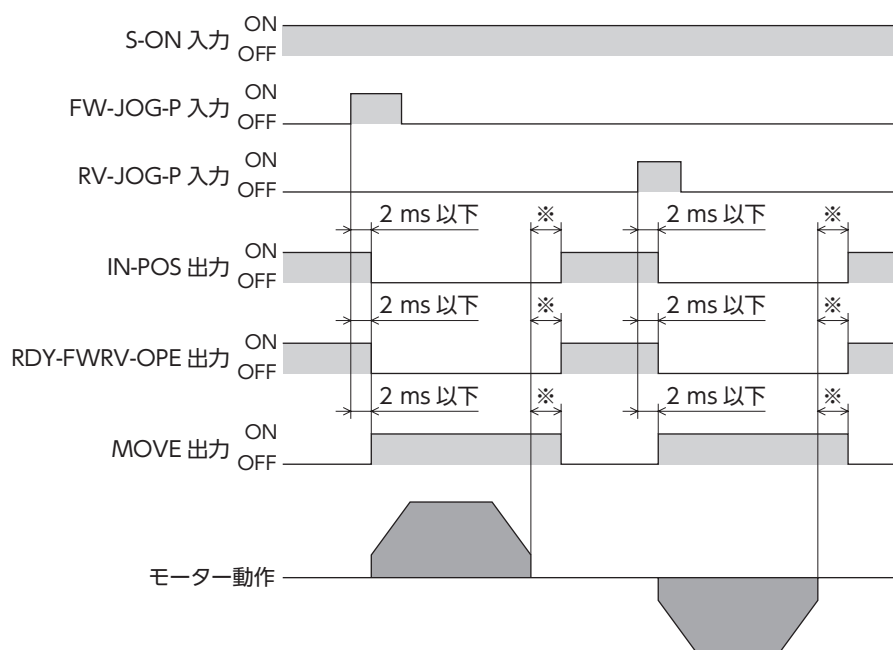 S-ON 入力 ON
OFF
FW-JOG-P 入力 ON
OFF
RV-JOG-P 入力 ON
OFF
2 ms 以下 ※ 2 ms 以下 ※
IN-POS 出力 ON
OFF
2 ms 以下 ※ 2 ms 以下 ※
RDY-FWRV-OPE 出力 ON
OFF
2 ms 以下 ※ 2 ms 以下 ※
MOVE 出力 ON
OFF
モーター動作